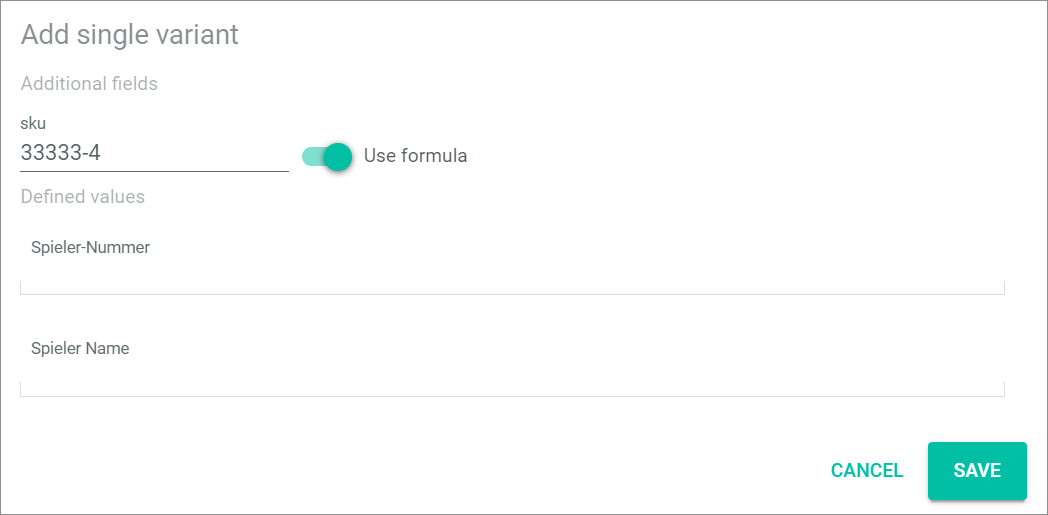 Add single variant
Additional fields
sku
33333-4
Use formula
Defined values
Spieler-Nummer
Spieler Name
CANCEL
SAVE